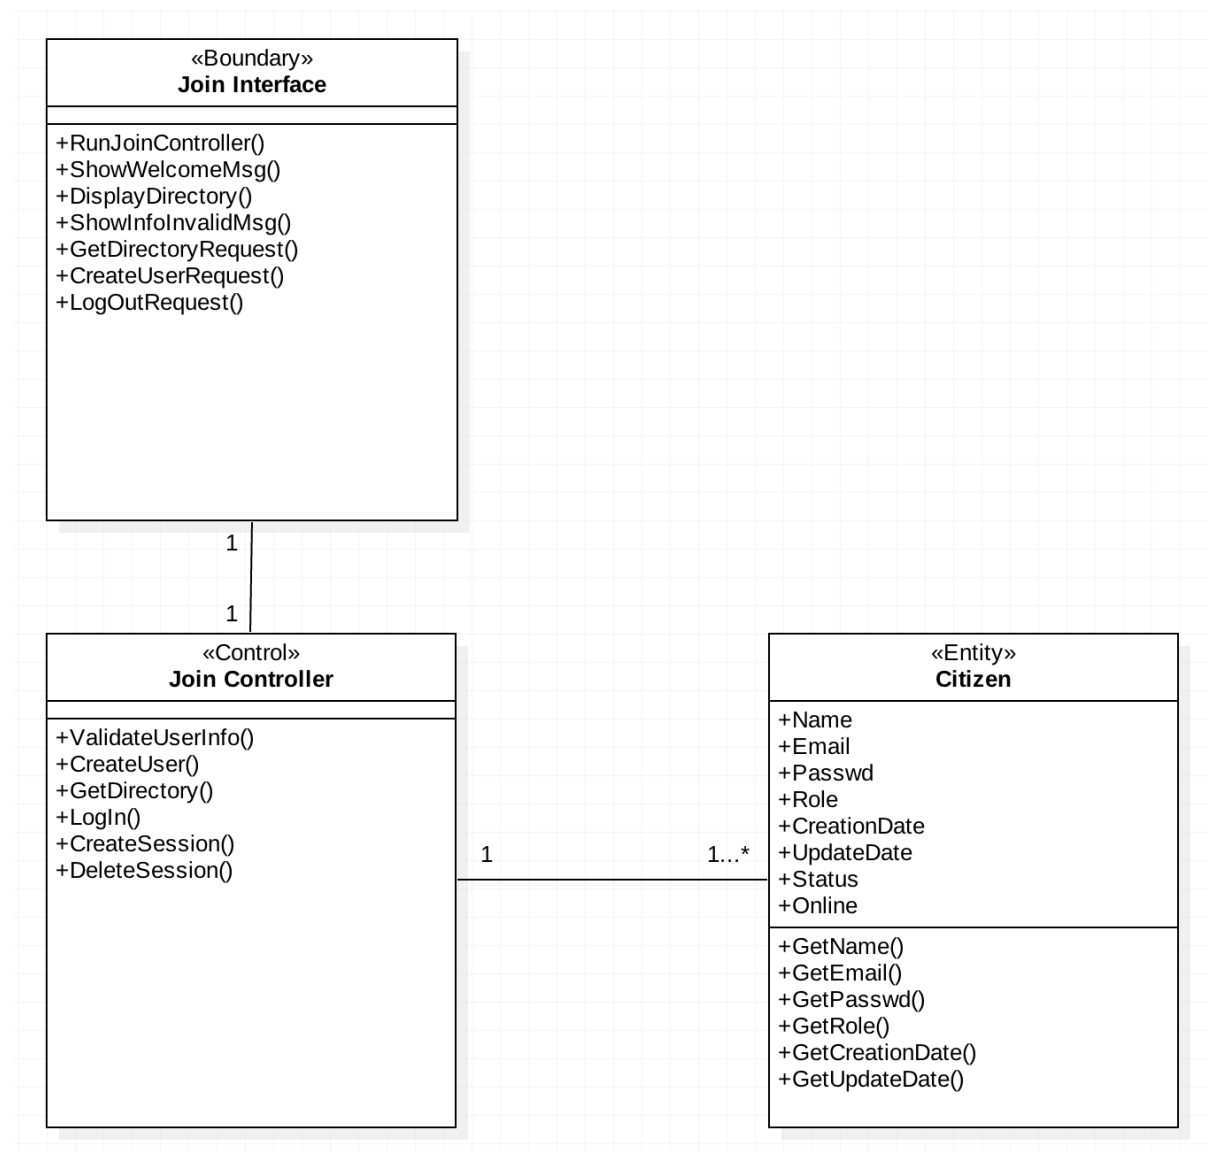 «Boundary»
Join Interface
+RunJoinController()
+ShowWelcomeMsg()
+DisplayDirectory()
+ShowInfoInvalidMsg()
+GetDirectoryRequest()
+CreateUserRequest()
+LogOutRequest()
1
1
«Control»
Join Controller
+ValidateUserInfo()
+CreateUser()
+GetDirectory()
+LogIn()
+CreateSession()
+DeleteSession()
1
1...*
«Entity»
Citizen
+Name
+Email
+Passwd
+Role
+CreationDate
+UpdateDate
+Status
+Online
+GetName()
+GetEmail()
+GetPasswd()
+GetRole()
+GetCreationDate()
+GetUpdateDate()